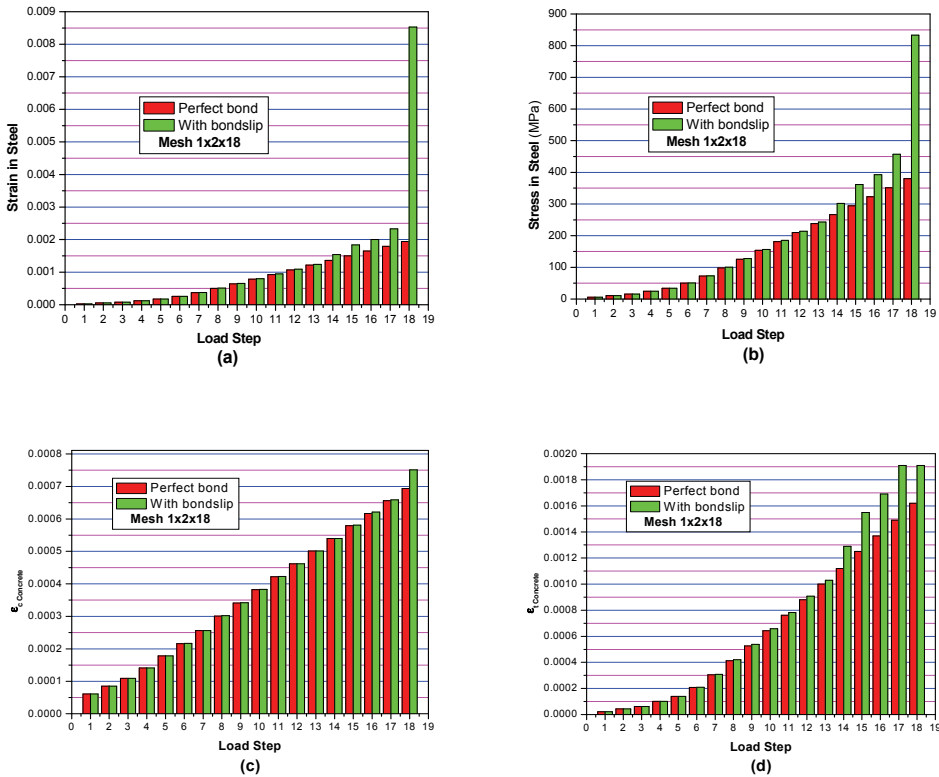 0.009
0.008
0.007
0.006
0.005
0.004
0.003
0.002
0.001
0.000
Strain in Steel
Perfect bond
With bondslip
Mesh 1x2x18
0 1 2 3 4 5 6 7 8 9 10 11 12 13 14 15 16 17 18 19
Load Step
(a)
900
800
700
600
500
400
300
200
100
0
Stress in Steel (MPa)
Perfect bond
With bondslip
Mesh 1x2x18
0 1 2 3 4 5 6 7 8 9 10 11 12 13 14 15 16 17 18 19
Load Step
(b)
0.0008
0.0007
0.0006
0.0005
0.0004
0.0003
0.0002
0.0001
0.0000
ε c Concrete
Perfect bond
With bondslip
Mesh 1x2x18
0 1 2 3 4 5 6 7 8 9 10 11 12 13 14 15 16 17 18 19
Load Step
(c)
0.0020
0.0018
0.0016
0.0014
0.0012
0.0010
0.0008
0.0006
0.0004
0.0002
0.0000
ε t Concrete
Perfect bond
With bondslip
Mesh 1x2x18
0 1 2 3 4 5 6 7 8 9 10 11 12 13 14 15 16 17 18 19
Load Step
(d)